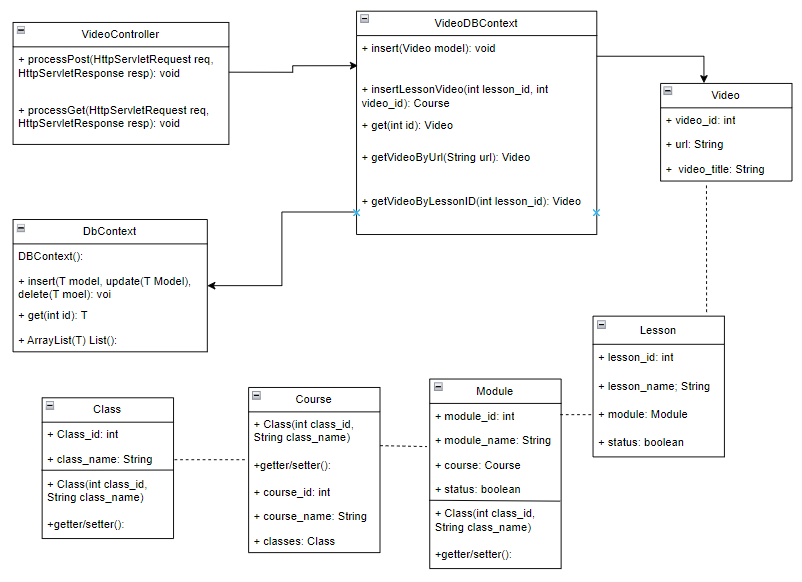 VideoController
+ processPost(HttpServletRequest req,
HttpServletResponse resp): void
+ processGet(HttpServletRequest req,
HttpServletResponse resp): void
VideoDBContext
+ insert(Video model): void
+ insertLessonVideo(int lesson_id, int
video_id): Course
+ get(int id): Video
+ getVideoByUrl(String url): Video
+ getVideoByLessonID(int lesson_id): Video
Video
+ video_id: int
+ url: String
+ video_title: String
DbContext
DBContext():
+ insert(T model, update(T Model),
delete(T moel): voi
+ get(int id): T
+ ArrayList(T) List():
Lesson
+ lesson_id: int
+ lesson_name; String
+ module: Module
+ status: boolean
Class
+ Class_id: int
+ class_name: String
+ Class(int class_id,
String class_name)
+getter/setter():
Course
+ Class(int class_id,
String class_name)
+getter/setter():
+ course_id: int
+ course_name: String
+ classes: Class
Module
+ module_id: int
+ module_name: String
+ course: Course
+ status: boolean
+ Class(int class_id,
String class_name)
+getter/setter():